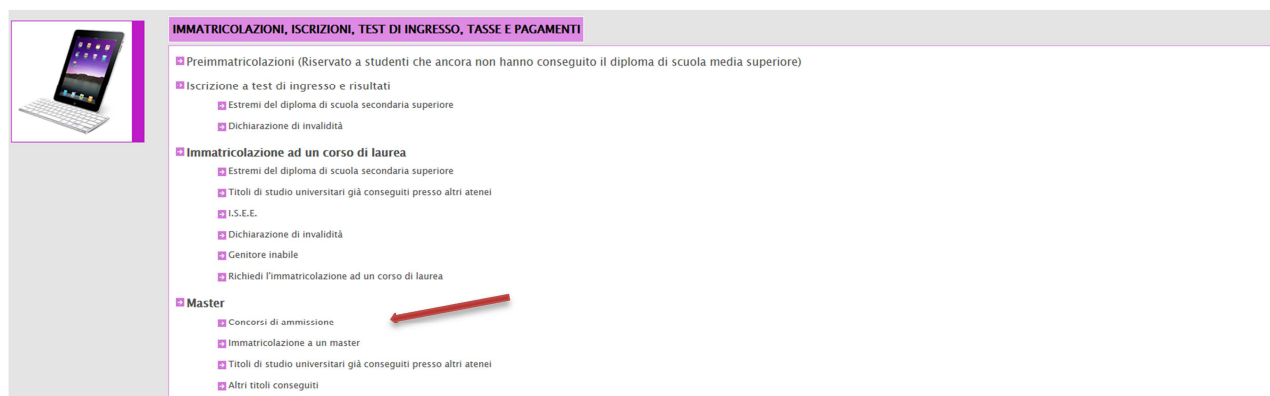 IMMATRICOLAZIONI, ISCRIZIONI, TEST DI INGRESSO, TASSE E PAGAMENTI
Preimmatricolazioni (Riservato a studenti che ancora non hanno conseguito il diploma di scuola media superiore)
Iscrizione a test di ingresso e risultati
Estremi del diploma di scuola secondaria superiore
Dichiarazione di invalidità
Immatricolazione ad un corso di laurea
Estremi del diploma di scuola secondaria superiore
Titoli di studio universitari già conseguiti presso altri atenei
I.S.E.E.
Dichiarazione di invalidità
Genitore inabile
Richiedi l'immatricolazione ad un corso di laurea
Master
Concorsi di ammissione
Immatricolazione a un master
Titoli di studio universitari già conseguiti presso altri atenei
Altri titoli conseguiti